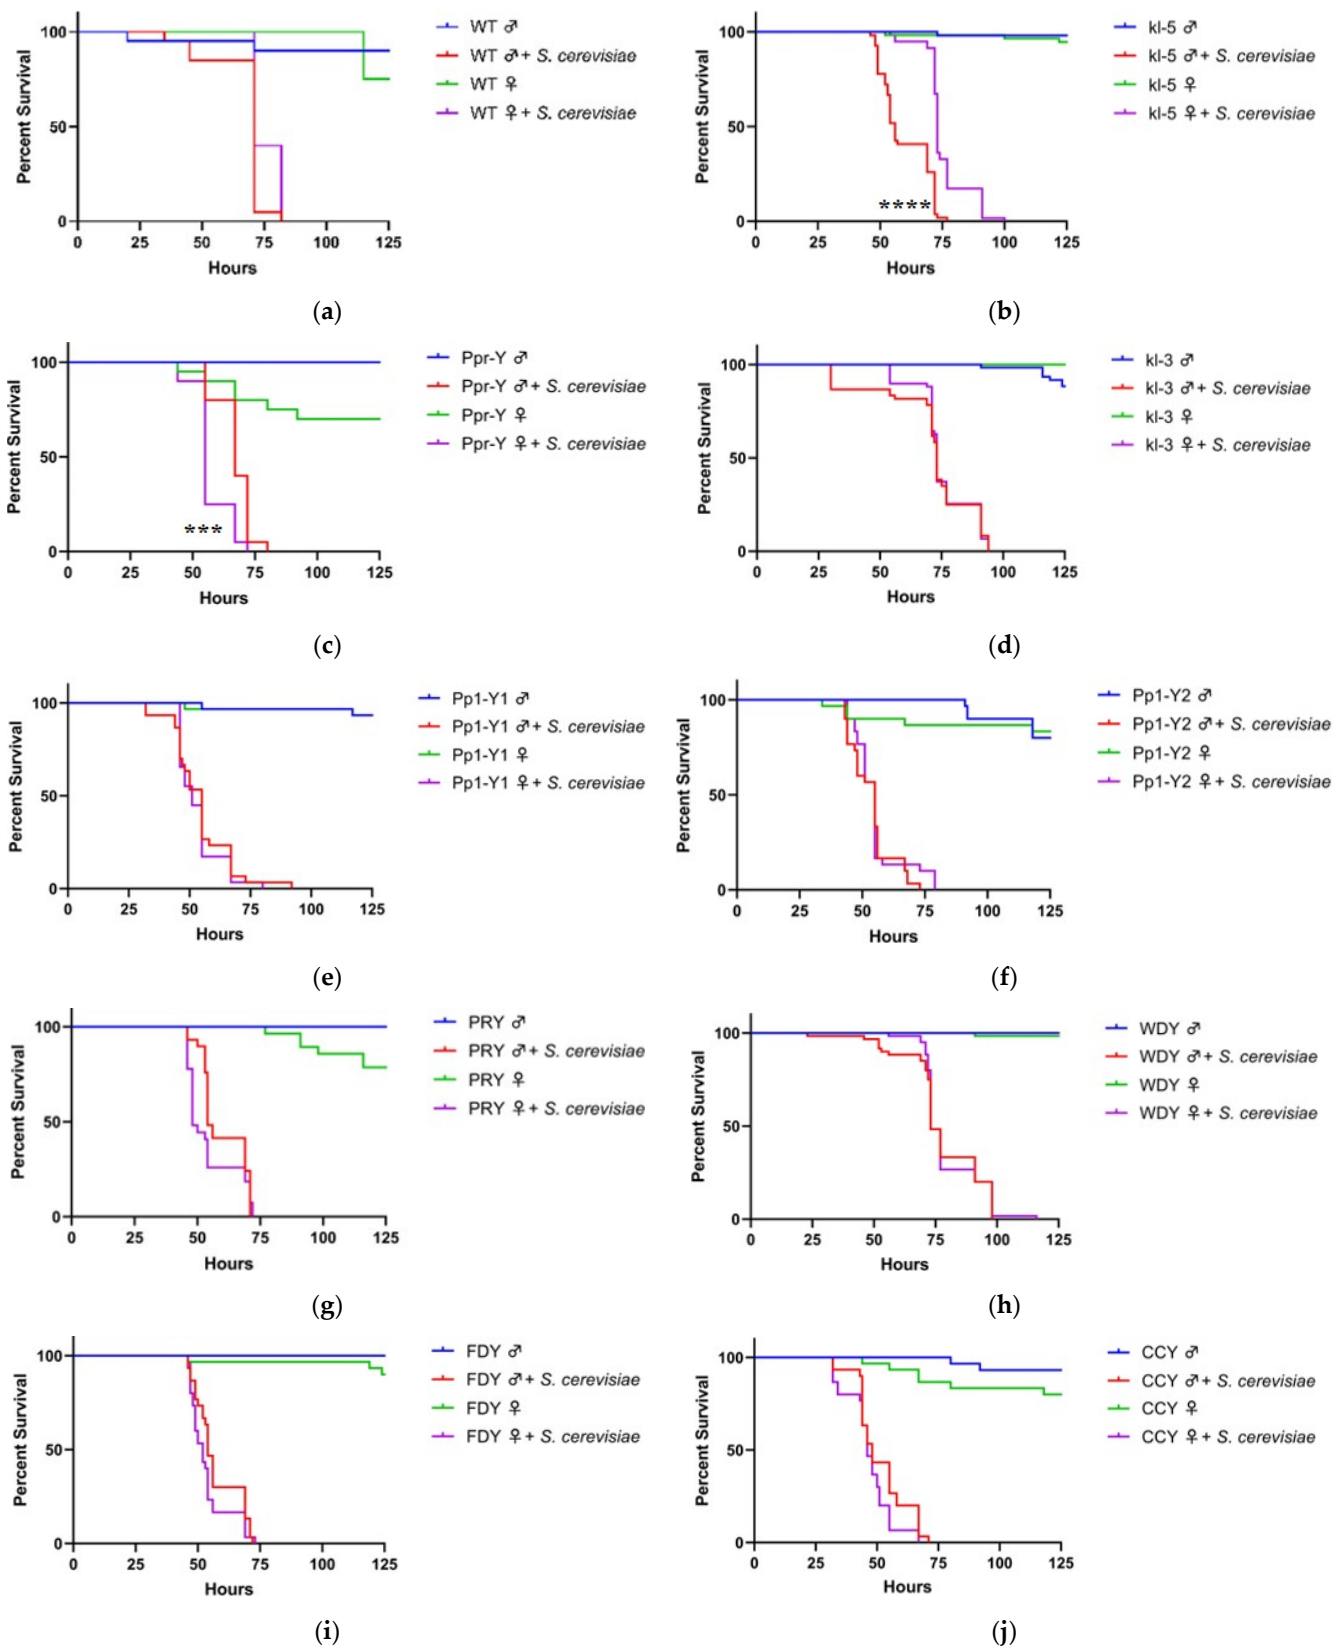 Percent Survival
100
50
0
0 25 50 75 100 125
Hours
WT ♂
WT ♂ + S. cerevisiae
WT ♀
WT ♀ + S. cerevisiae
(a)
Percent Survival
100
50
0
0 25 50 75 100 125
Hours
****
kl-5 ♂
kl-5 ♂ + S. cerevisiae
kl-5 ♀
kl-5 ♀ + S. cerevisiae
(b)
Percent Survival
100
50
0
0 25 50 75 100 125
Hours
***
Ppr-Y ♂
Ppr-Y ♂ + S. cerevisiae
Ppr-Y ♀
Ppr-Y ♀ + S. cerevisiae
(c)
Percent Survival
100
50
0
0 25 50 75 100 125
Hours
kl-3 ♂
kl-3 ♂ + S. cerevisiae
kl-3 ♀
kl-3 ♀ + S. cerevisiae
(d)
Percent Survival
100
50
0
0 25 50 75 100 125
Hours
Pp1-Y1 ♂
Pp1-Y1 ♂ + S. cerevisiae
Pp1-Y1 ♀
Pp1-Y1 ♀ + S. cerevisiae
(e)
Percent Survival
100
50
0
0 25 50 75 100 125
Hours
Pp1-Y2 ♂
Pp1-Y2 ♂ + S. cerevisiae
Pp1-Y2 ♀
Pp1-Y2 ♀ + S. cerevisiae
(f)
Percent Survival
100
50
0
0 25 50 75 100 125
Hours
PRY ♂
PRY ♂ + S. cerevisiae
PRY ♀
PRY ♀ + S. cerevisiae
(g)
Percent Survival
100
50
0
0 25 50 75 100 125
Hours
WDY ♂
WDY ♂ + S. cerevisiae
WDY ♀
WDY ♀ + S. cerevisiae
(h)
Percent Survival
100
50
0
0 25 50 75 100 125
Hours
FDY ♂
FDY ♂ + S. cerevisiae
FDY ♀
FDY ♀ + S. cerevisiae
(i)
Percent Survival
100
50
0
0 25 50 75 100 125
Hours
CCY ♂
CCY ♂ + S. cerevisiae
CCY ♀
CCY ♀ + S. cerevisiae
(j)